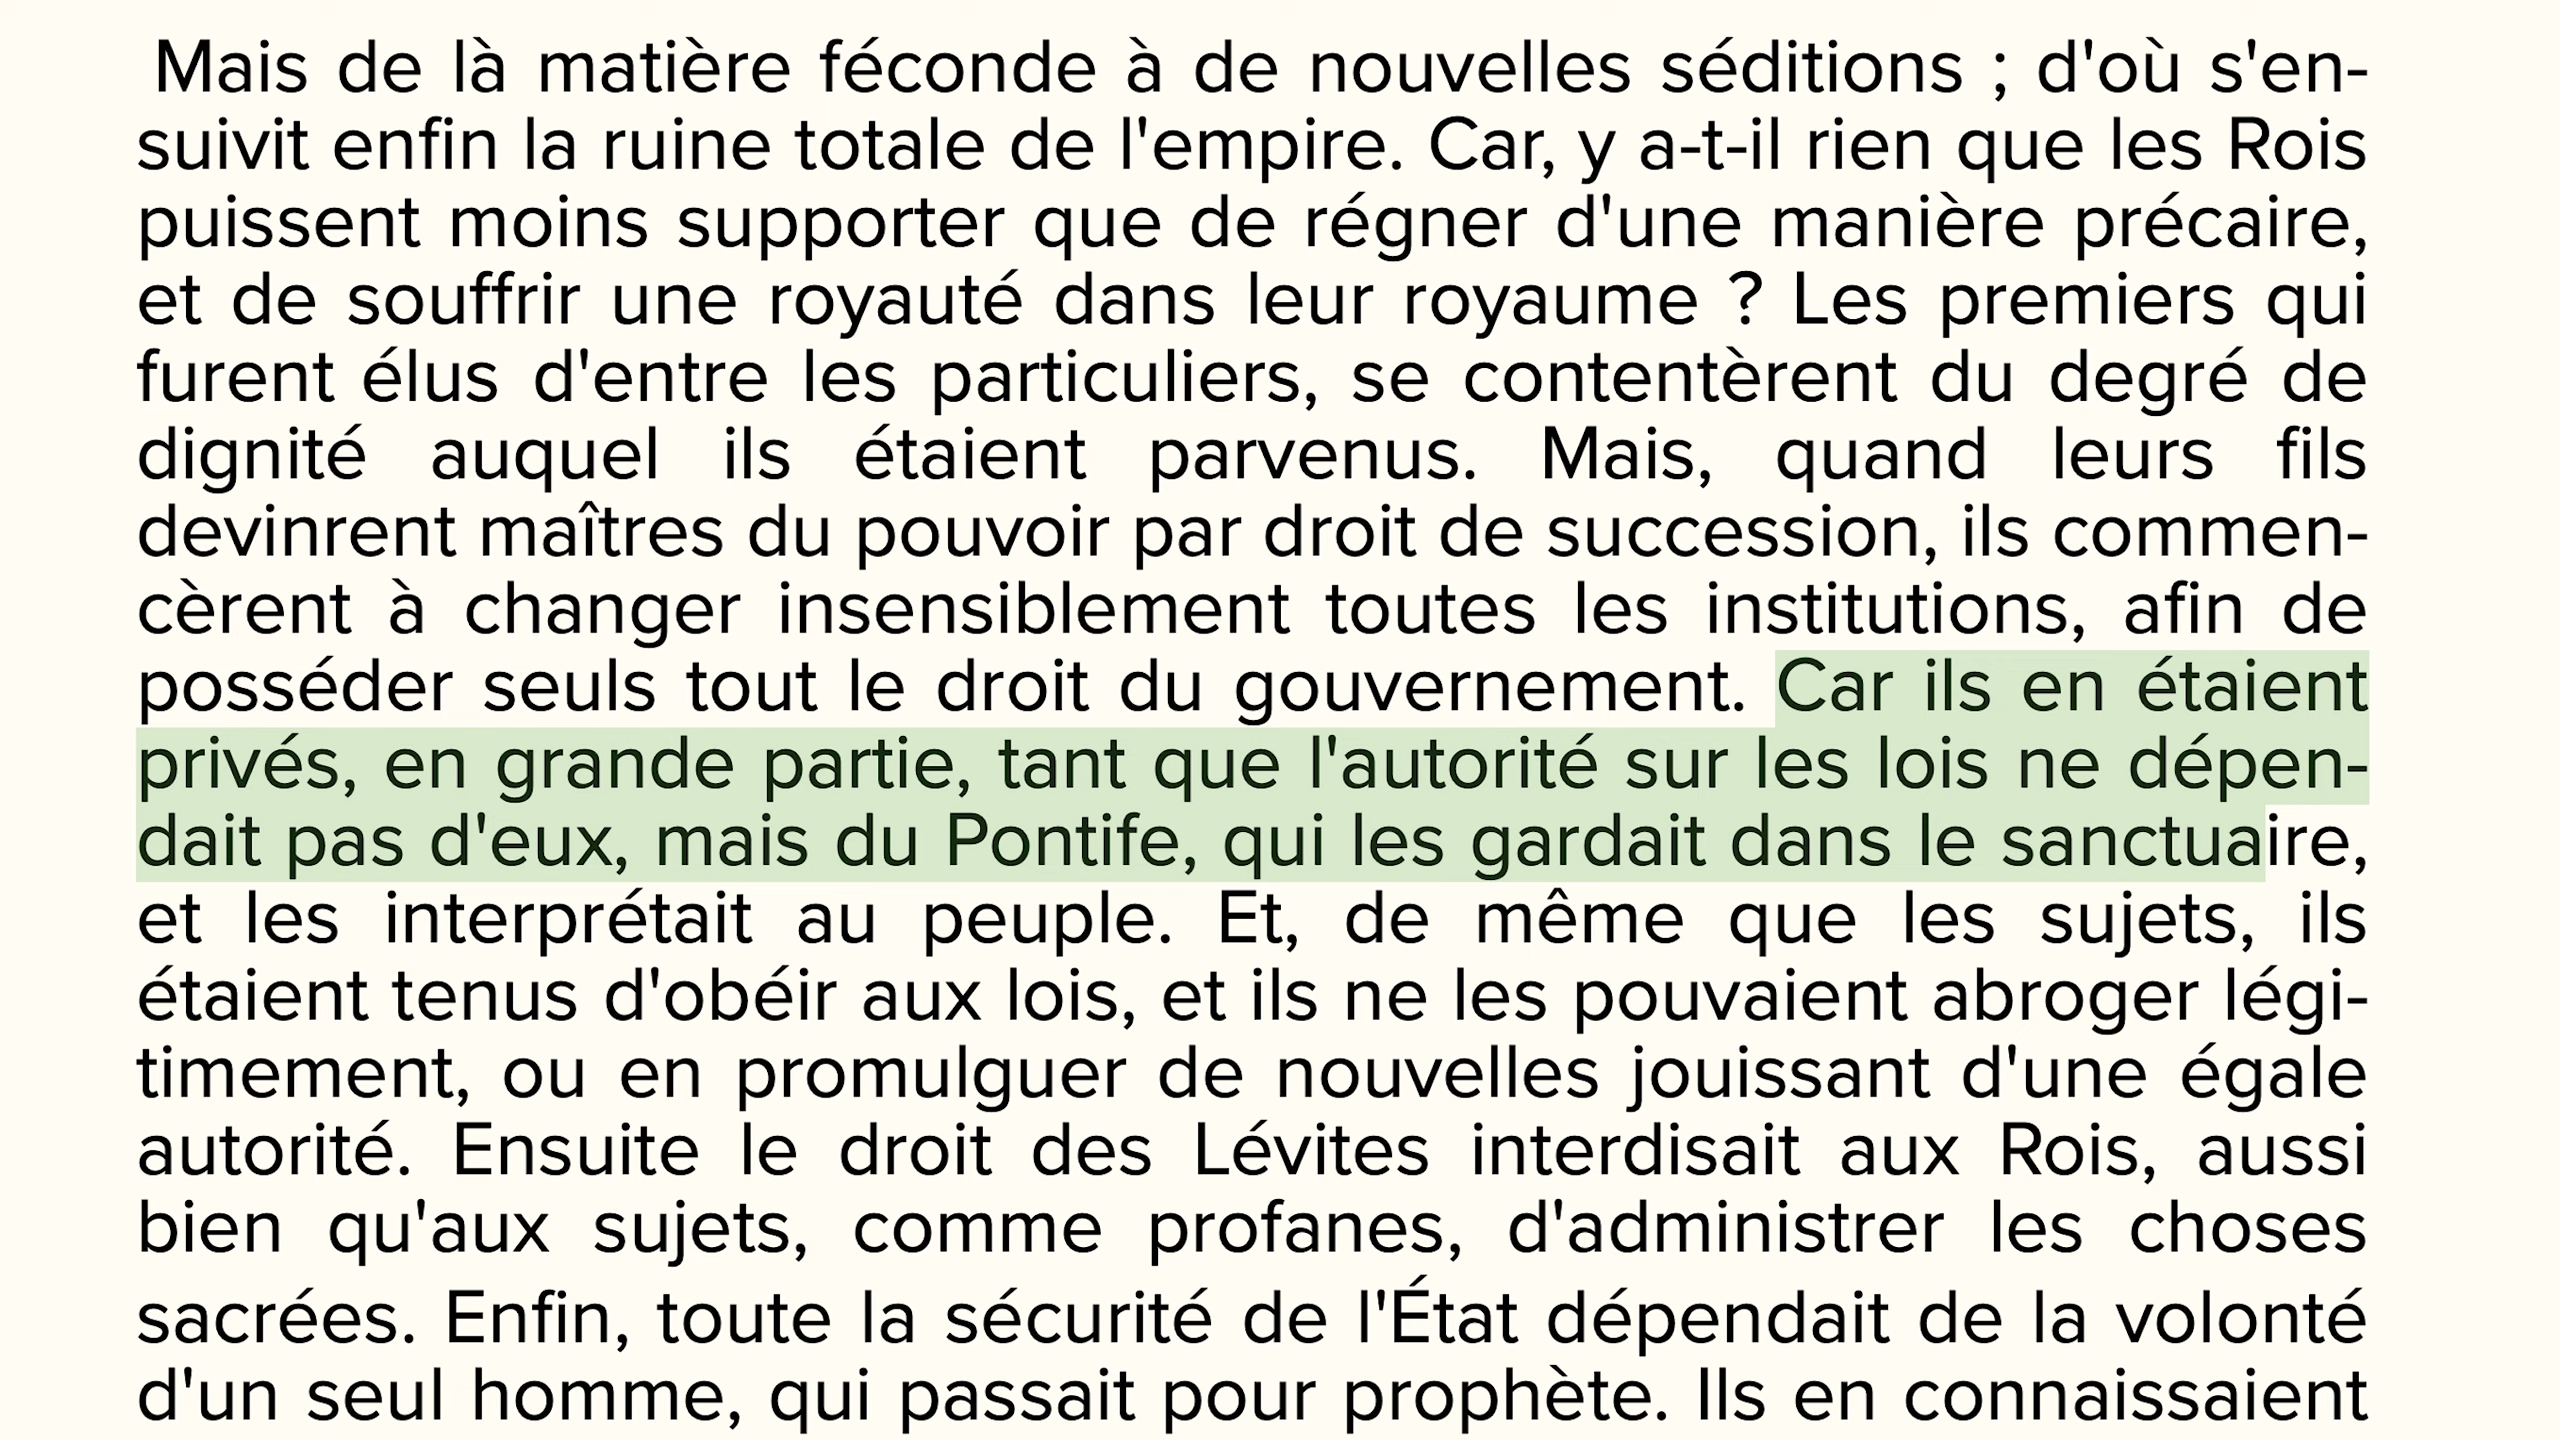 Mais de là matière féconde à de nouvelles séditions ; d'où s'en-
suivit enfin la ruine totale de l'empire. Car, y a-t-il rien que les Rois
puissent moins supporter que de régner d'une manière précaire,
et de souffrir une royauté dans leur royaume ? Les premiers qui
furent élus d'entre les particuliers, se contentèrent du degré de
dignité auquel ils étaient parvenus. Mais, quand leurs fils
devinrent maîtres du pouvoir par droit de succession, ils commen-
cèrent à changer insensiblement toutes les institutions, afin de
posséder seuls tout le droit du gouvernement. Car ils en étaient
privés, en grande partie, tant que l'autorité sur les lois ne dépen-
dait pas d'eux, mais du Pontife, qui les gardait dans le sanctuaire,
et les interprétait au peuple. Et, de même que les sujets, ils
étaient tenus d'obéir aux lois, et ils ne les pouvaient abroger légi-
timement, ou en promulguer de nouvelles jouissant d'une égale
autorité. Ensuite le droit des Lévites interdisait aux Rois, aussi
bien qu'aux sujets, comme profanes, d'administrer les choses
sacrées. Enfin, toute la sécurité de l'État dépendait de la volonté
d'un seul homme, qui passait pour prophète. Ils en connaissaient